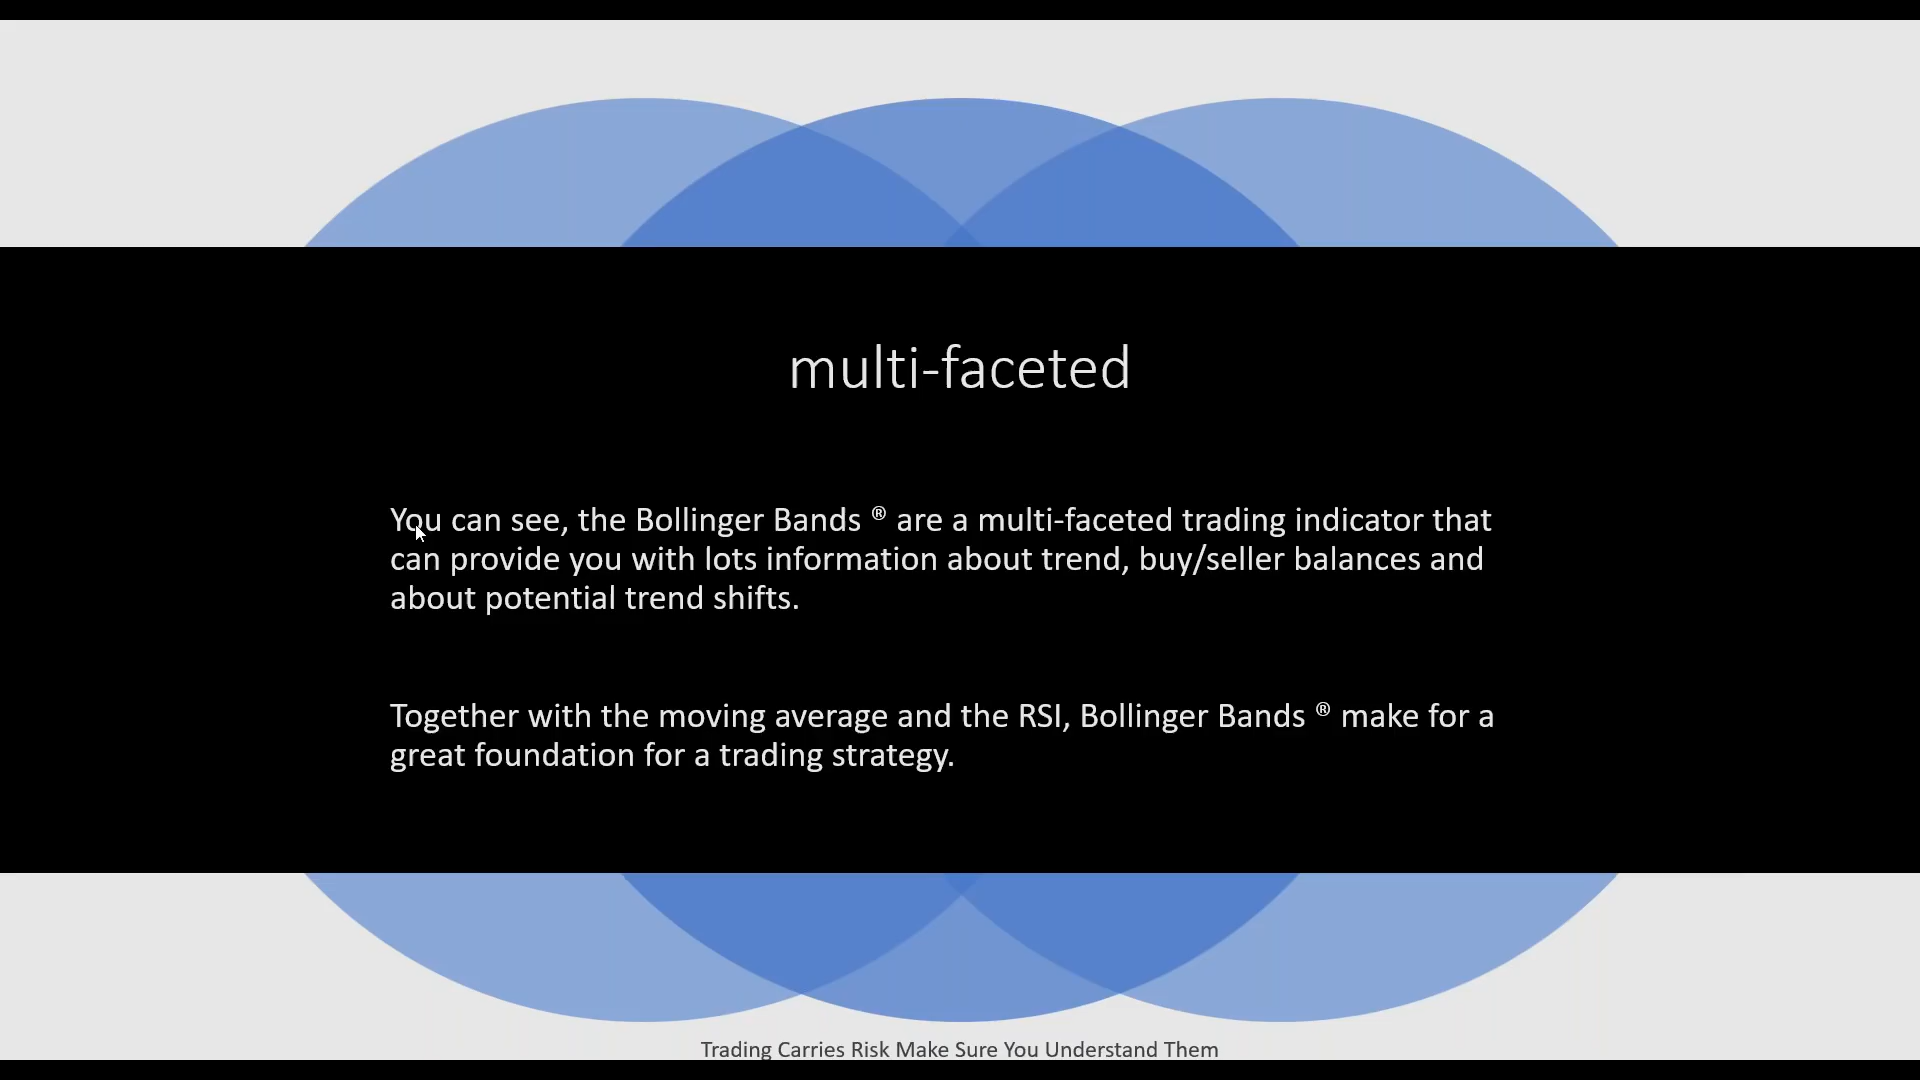 multi-faceted
You can see, the Bollinger Bands ® are a multi-faceted trading indicator that
can provide you with lots information about trend, buy/seller balances and
about potential trend shifts.
Together with the moving average and the RSI, Bollinger Bands ® make for a
great foundation for a trading strategy.
Trading Carries Risk Make Sure You Understand Them